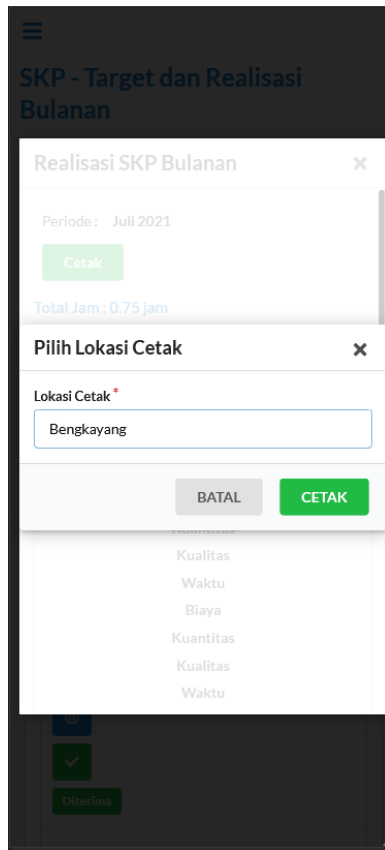 SKP - Target dan Realisasi
Bulanan
Realisasi SKP Bulanan
Periode : Juli 2021
Cetak
Total Jam : 0.75 jam
Pilih Lokasi Cetak
Lokasi Cetak *
Bengkayang
BATAL CETAK
Kuantitas
Kualitas
Waktu
Biaya
Kuantitas
Kualitas
Waktu
Diterima